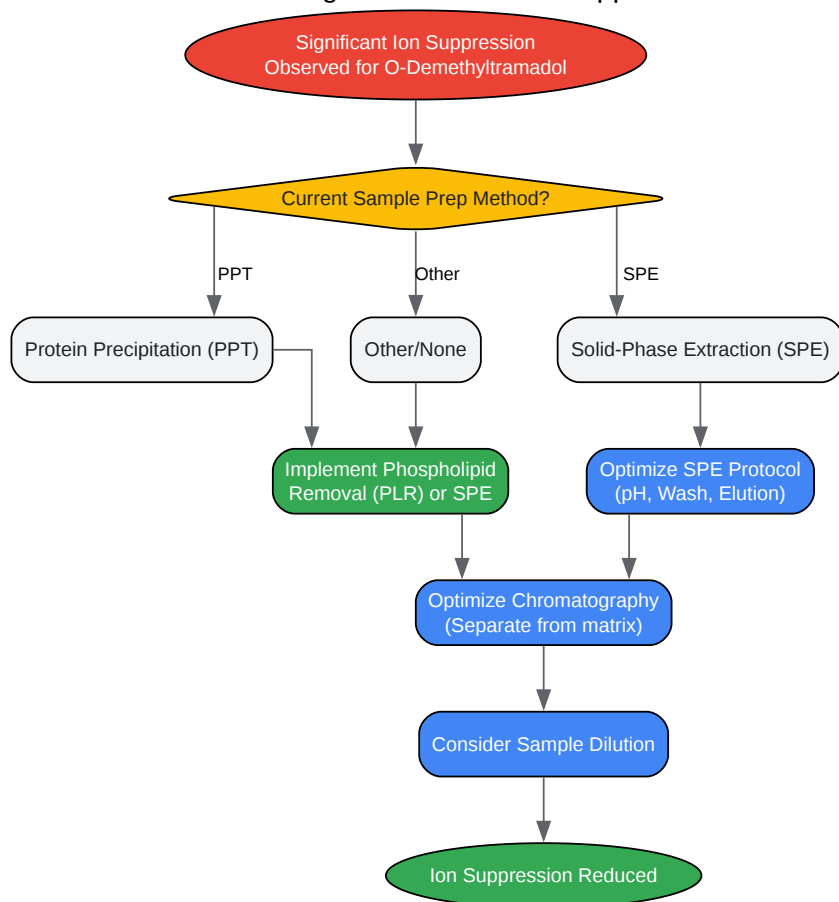 Significant Ion Suppression
Observed for O-Demethyltramadol
Current Sample Prep Method?
PPT
Other
SPE
Protein Precipitation (PPT)
Other/None
Solid-Phase Extraction (SPE)
Implement Phospholipid
Removal (PLR) or SPE
Optimize SPE Protocol
(pH, Wash, Elution)
Optimize Chromatography
(Separate from matrix)
Consider Sample Dilution
Ion Suppression Reduced